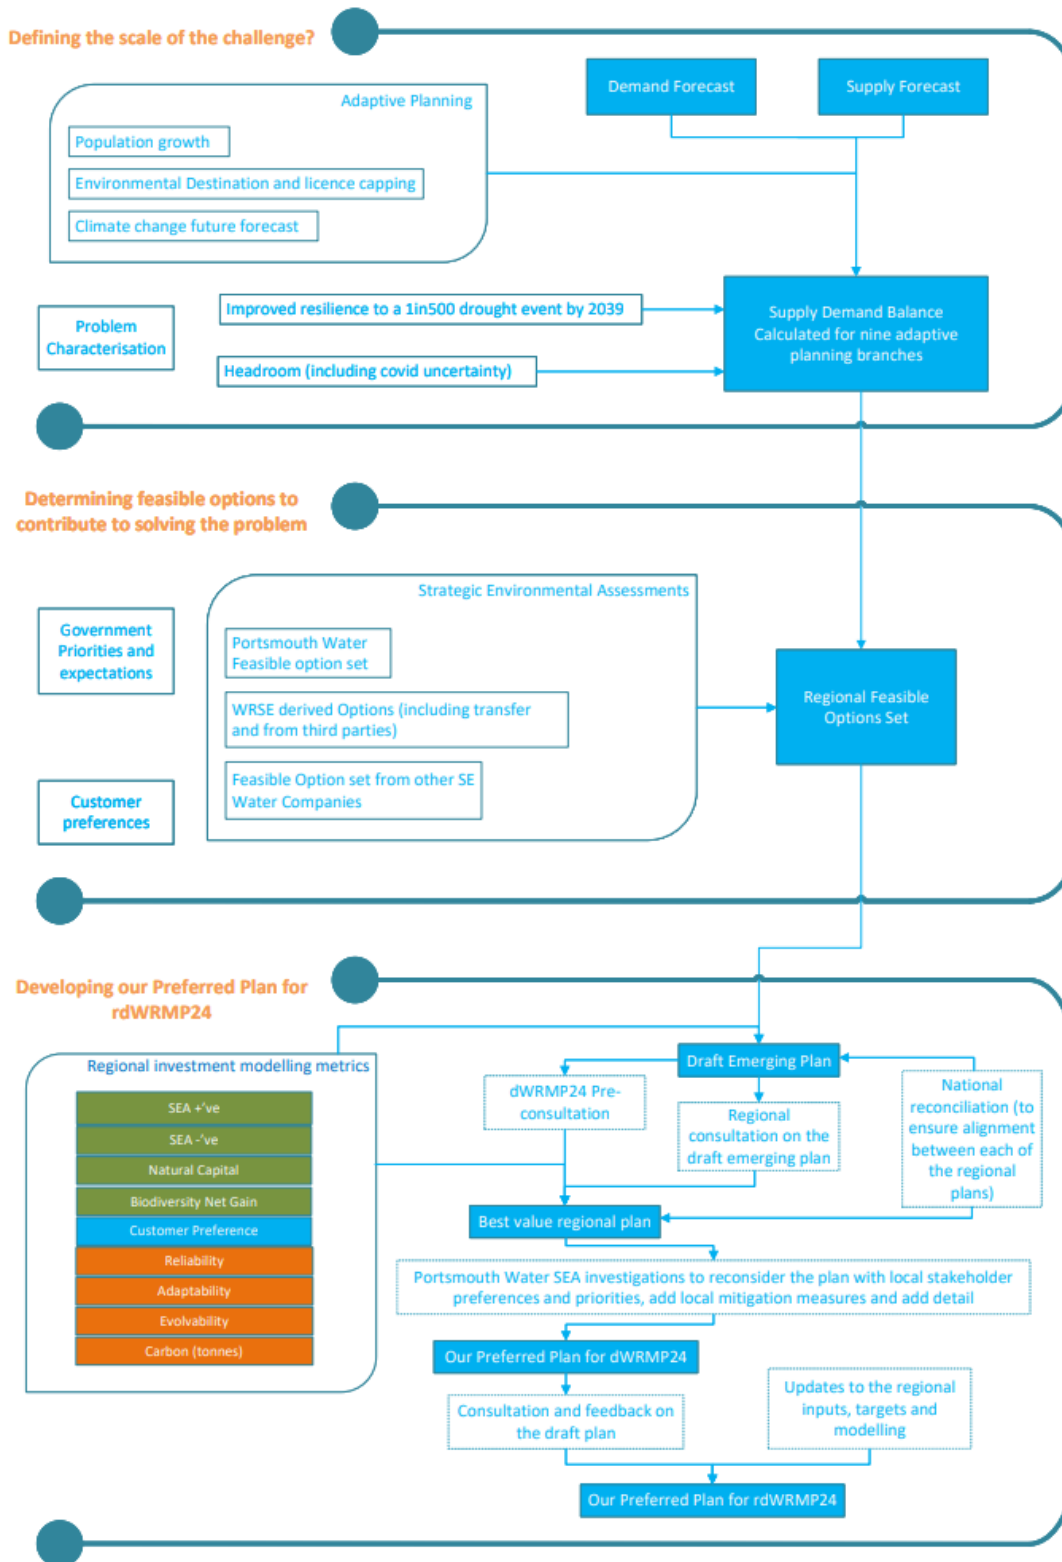 Defining the scale of the challenge?
Demand Forecast
Supply Forecast
Adaptive Planning
Population growth
Environmental Destination and licence capping
Climate change future forecast
Problem
Characterisation
Improved resilience to a 1in500 drought event by 2039
Headroom (including covid uncertainty)
Supply Demand Balance
Calculated for nine adaptive
planning branches
Determining feasible options to
contribute to solving the problem
Government
Priorities and
expectations
Customer
preferences
Strategic Environmental Assessments
Portsmouth Water
Feasible option set
WRSE derived Options (including transfer
and from third parties)
Feasible Option set from other SE
Water Companies
Regional Feasible
Options Set
Developing our Preferred Plan for
rdWRMP24
Regional investment modelling metrics
SEA +'ve
SEA -'ve
Natural Capital
Biodiversity Net Gain
Customer Preference
Reliability
Adaptability
Evolvability
Carbon (tonnes)
Draft Emerging Plan
dWRMP24 Pre-
consultation
Regional
consultation on the
draft emerging plan
National
reconciliation (to
ensure alignment
between each of
the regional
plans)
Best value regional plan
Portsmouth Water SEA investigations to reconsider the plan with local stakeholder
preferences and priorities, add local mitigation measures and add detail
Our Preferred Plan for dWRMP24
Consultation and feedback on
the draft plan
Updates to the regional
inputs, targets and
modelling
Our Preferred Plan for rdWRMP24